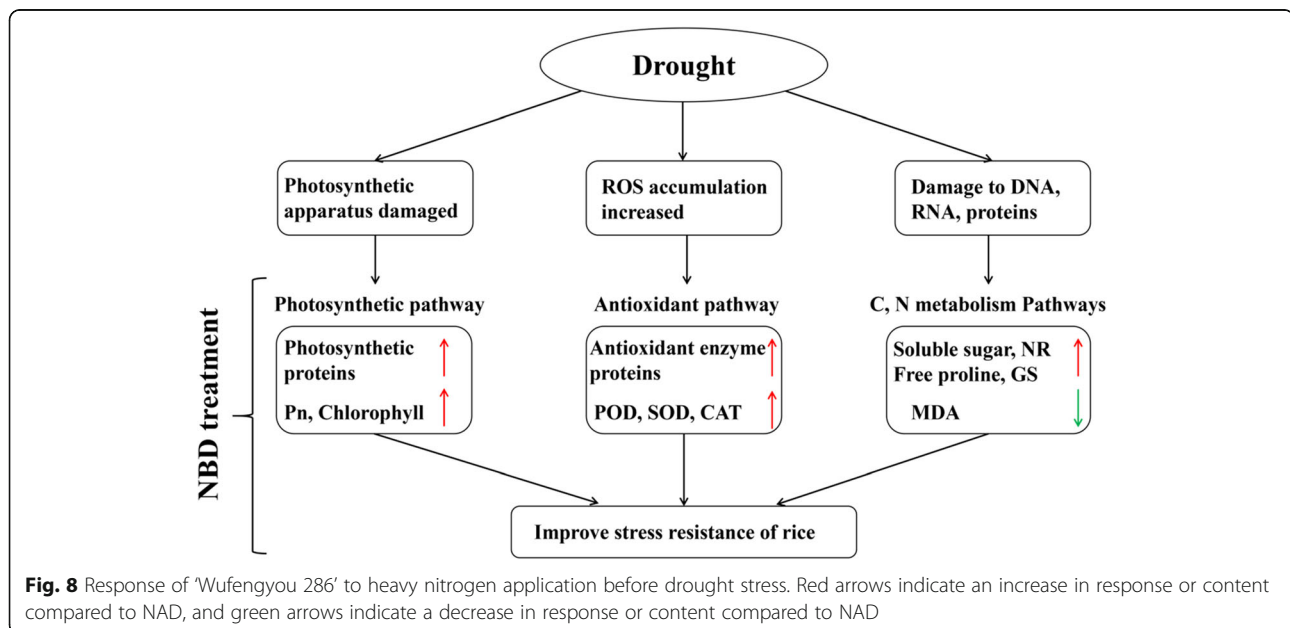 Drought
Photosynthetic
apparatus damaged
ROS accumulation
increased
Damage to DNA,
RNA, proteins
NBD treatment
Photosynthetic pathway
Photosynthetic
proteins
Pn, Chlorophyll
Antioxidant pathway
Antioxidant enzyme
proteins
POD, SOD, CAT
C, N metabolism Pathways
Soluble sugar, NR
Free proline, GS
MDA
Improve stress resistance of rice
Fig. 8 Response of ‘Wufengyou 286’ to heavy nitrogen application before drought stress. Red arrows indicate an increase in response or content
compared to NAD, and green arrows indicate a decrease in response or content compared to NAD